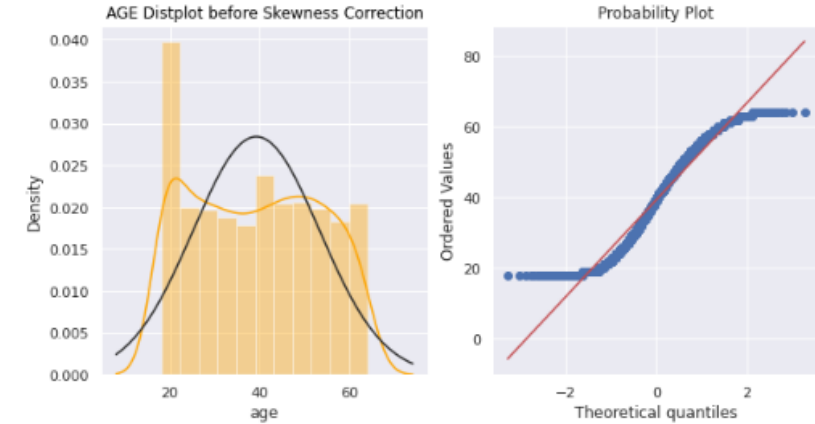 AGE Distplot before Skewness Correction
0.040
0.035
0.030
0.025
0.020
0.015
0.010
0.005
0.000
Density
20 40 60
age
Probability Plot
80
60
40
20
0
Ordered Values
−2 0 2
Theoretical quantiles